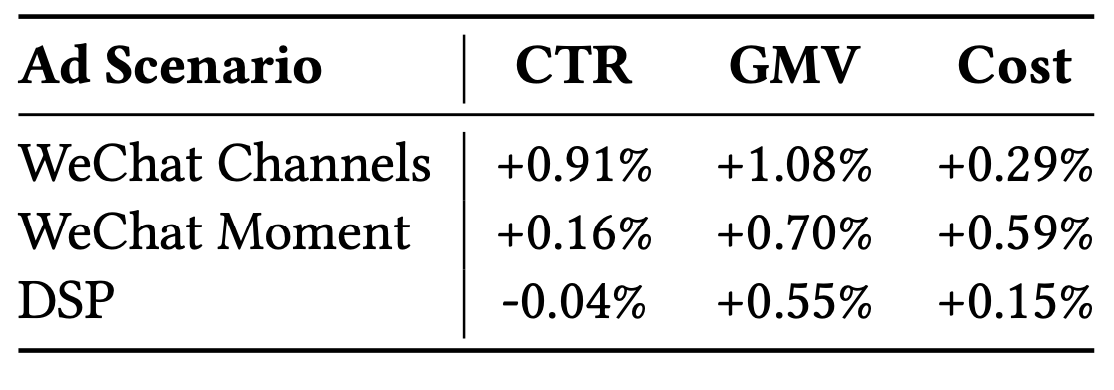 Ad Scenario CTR GMV Cost
WeChat Channels +0.91% +1.08% +0.29%
WeChat Moment +0.16% +0.70% +0.59%
DSP -0.04% +0.55% +0.15%